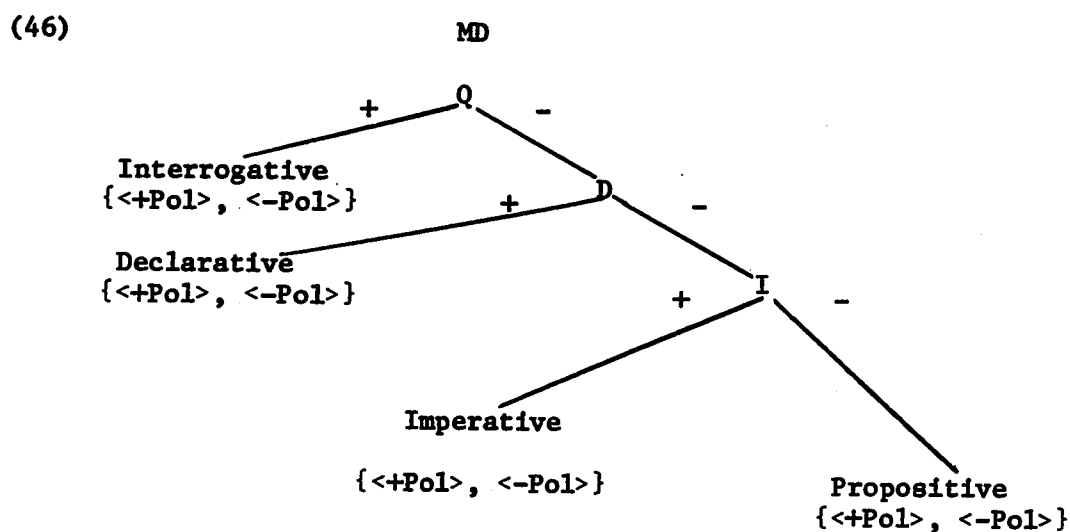 (46) MD
+ Q -
Interrogative
{<+Pol>, <-Pol>}
+ D -
Declarative
{<+Pol>, <-Pol>}
+ I -
Imperative
{<+Pol>, <-Pol>}
Propositive
{<+Pol>, <-Pol>}